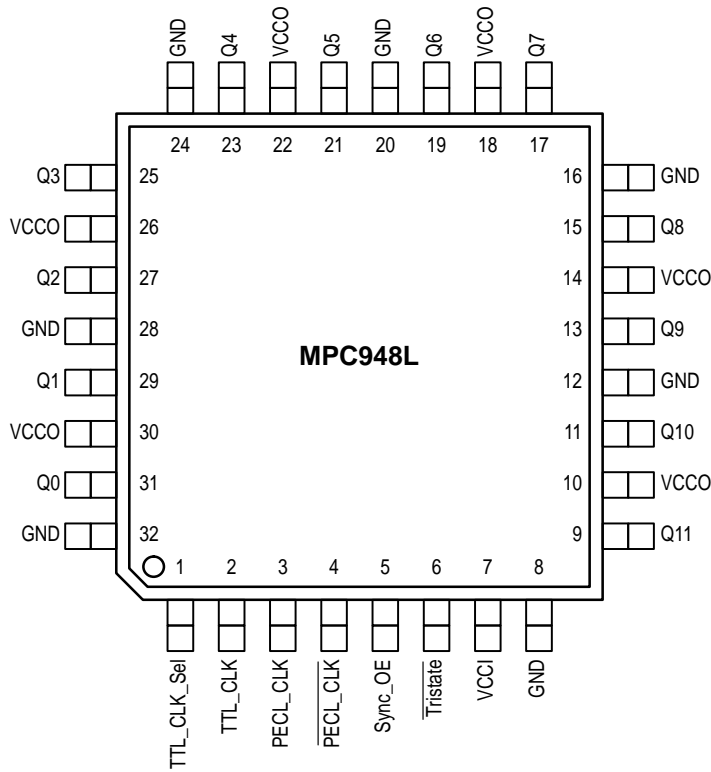 GND
Q4
VCCO
Q5
GND
Q6
VCCO
Q7
24 23 22 21 20 19 18 17
Q3 25 16 GND
VCCO 26 15 Q8
Q2 27 14 VCCO
GND 28 13 Q9
MPC948L
Q1 29 12 GND
VCCO 30 11 Q10
Q0 31 10 VCCO
GND 32 9 Q11
1 2 3 4 5 6 7 8
TTL_CLK_Sel
TTL_CLK
PECL_CLK
P̅E̅C̅L̅_̅C̅L̅K̅
Sync_OE
T̅r̅i̅s̅t̅a̅t̅e̅
VCCI
GND